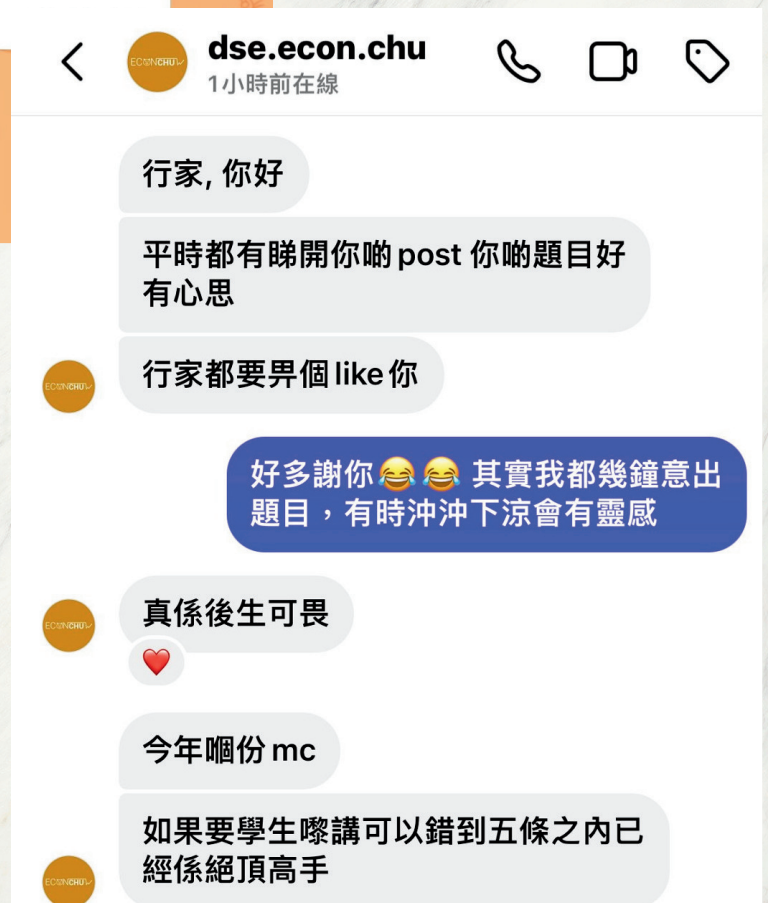 dse.econ.chu
1小時前在線
行家, 你好
平時都有睇開你啲 post 你啲題目好
有心思
行家都要畀個 like 你
ECONCHU
好多謝你😂😂 其實我都幾鐘意出
題目，有時沖沖下涼會有靈感
真係後生可畏
ECONCHU
❤️
今年嗰份 mc
如果要學生嚟講可以錯到五條之內已
經係絕頂高手
ECONCHU